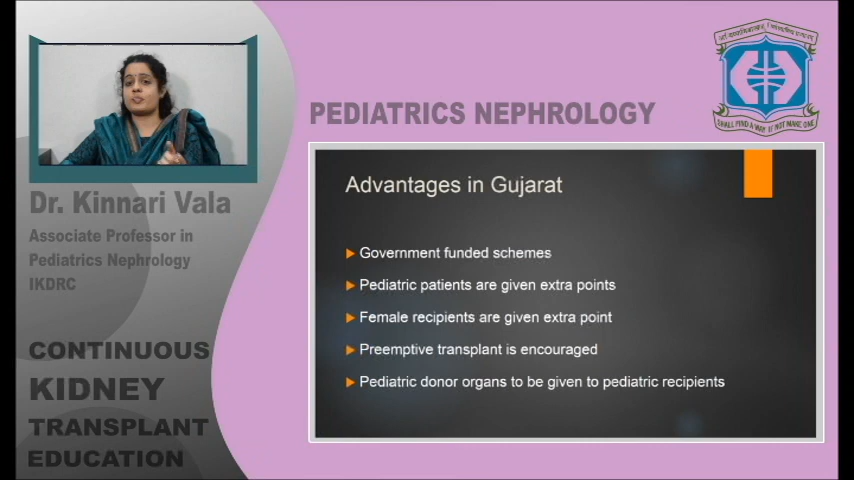 PEDIATRICS NEPHROLOGY
SHALL FIND A WAY IF NOT MAKE ONE
Dr. Kinnari Vala
Associate Professor in
Pediatrics Nephrology
IKDRC
CONTINUOUS
KIDNEY
TRANSPLANT
EDUCATION
Advantages in Gujarat
Government funded schemes
Pediatric patients are given extra points
Female recipients are given extra point
Preemptive transplant is encouraged
Pediatric donor organs to be given to pediatric recipients